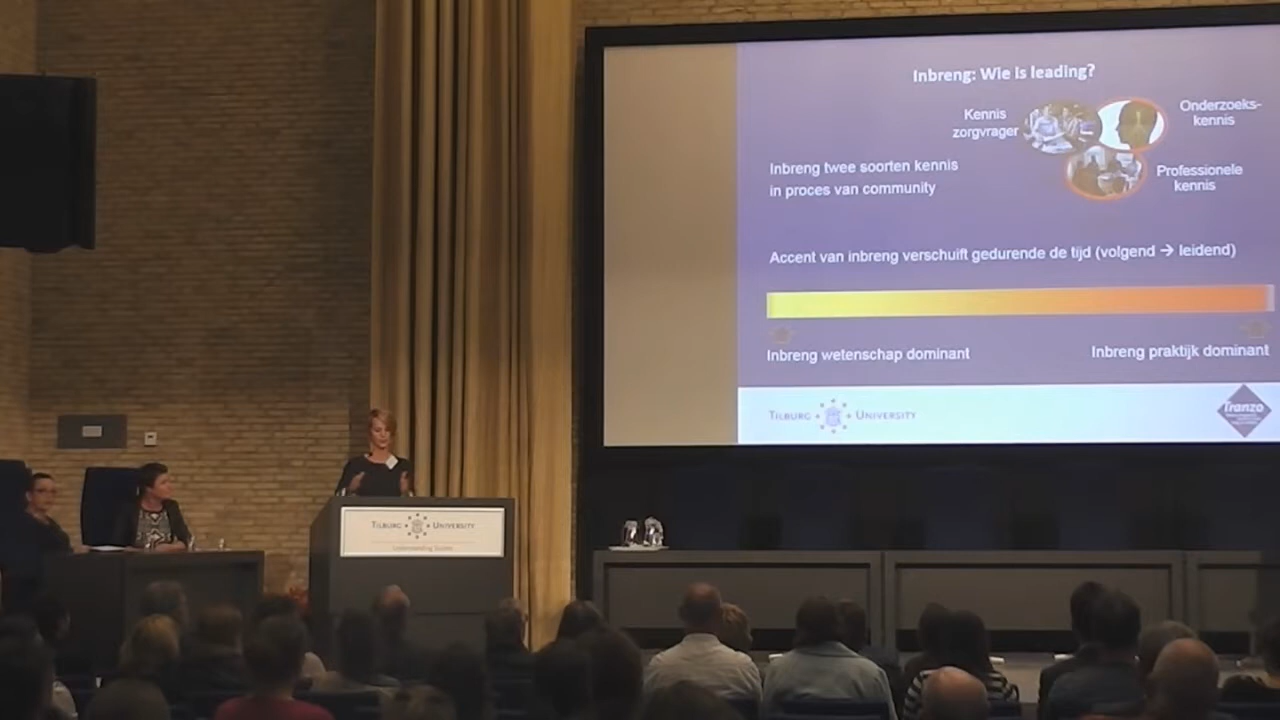 Inbreng: Wie is leading?
Kennis
zorgvrager
Onderzoeks-
kennis
Professionele
kennis
Inbreng twee soorten kennis
in proces van community
Accent van inbreng verschuift gedurende de tijd (volgend → leidend)
Inbreng wetenschap dominant
Inbreng praktijk dominant
TILBURG UNIVERSITY
Tranzo
TILBURG UNIVERSITY
Understanding Society